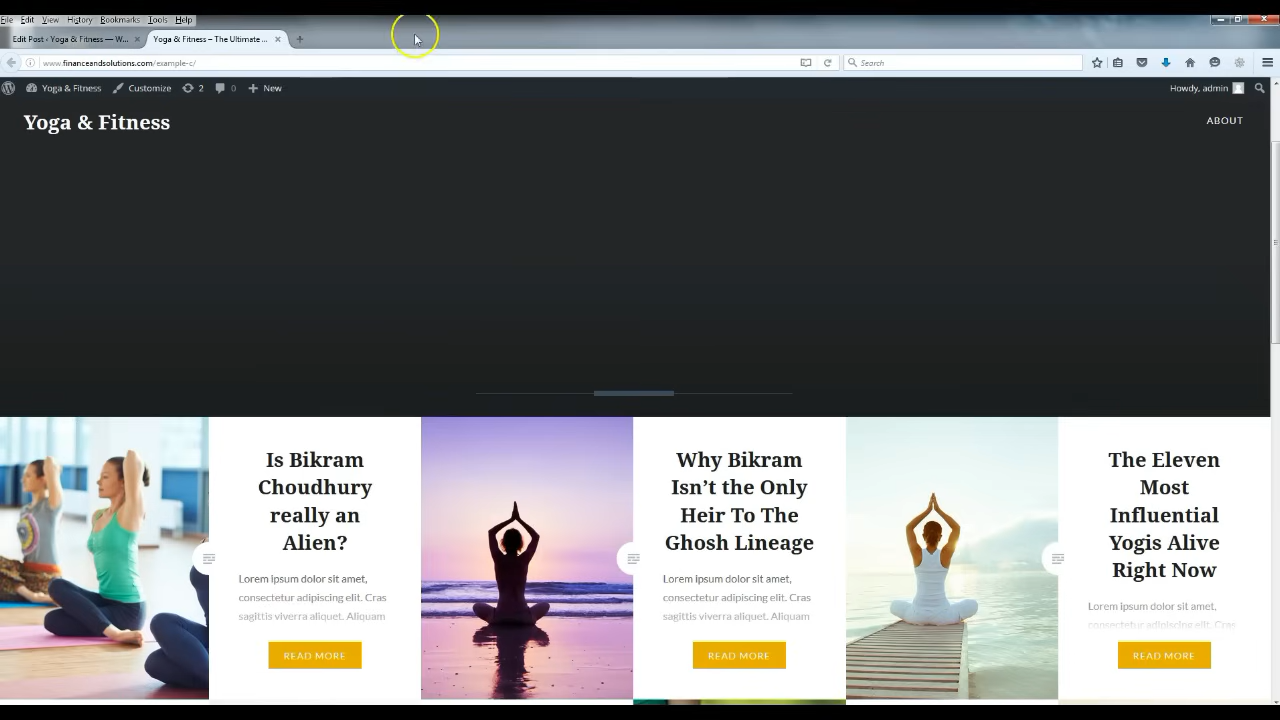 File Edit View History Bookmarks Tools Help
Edit Post ‹ Yoga & Fitness — W... Yoga & Fitness – The Ultimate ...
www.financeandsolutions.com/example-c/ Search
Yoga & Fitness Customize 2 0 New Howdy, admin
Yoga & Fitness ABOUT
Is Bikram
Choudhury
really an
Alien?
Lorem ipsum dolor sit amet,
consectetur adipiscing elit. Cras
sagittis viverra aliquet. Aliquam
READ MORE
Why Bikram
Isn’t the Only
Heir To The
Ghosh Lineage
Lorem ipsum dolor sit amet,
consectetur adipiscing elit. Cras
sagittis viverra aliquet. Aliquam
READ MORE
The Eleven
Most
Influential
Yogis Alive
Right Now
Lorem ipsum dolor sit amet,
consectetur adipiscing elit. Cras
READ MORE